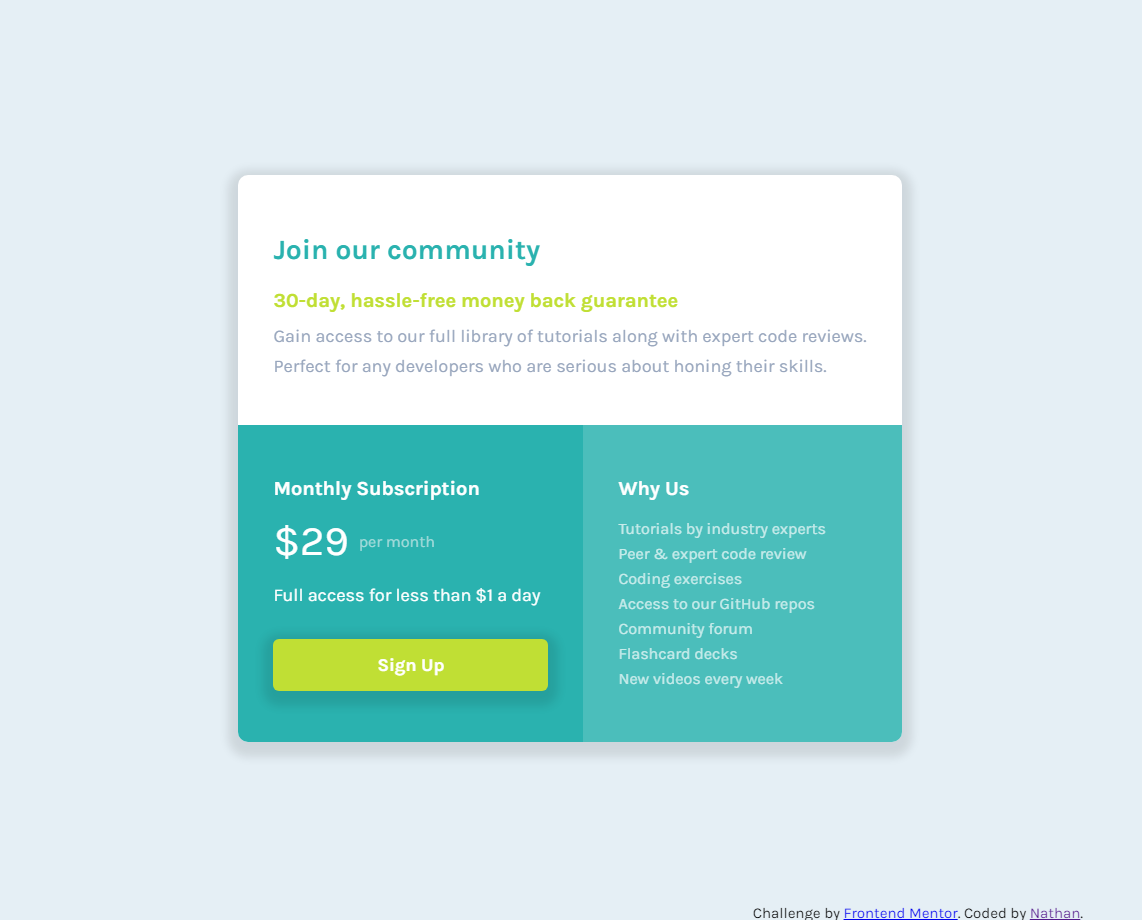 Join our community
30-day, hassle-free money back guarantee
Gain access to our full library of tutorials along with expert code reviews.
Perfect for any developers who are serious about honing their skills.
Monthly Subscription
$29 per month
Full access for less than $1 a day
Sign Up
Why Us
Tutorials by industry experts
Peer & expert code review
Coding exercises
Access to our GitHub repos
Community forum
Flashcard decks
New videos every week
Challenge by Frontend Mentor. Coded by Nathan.